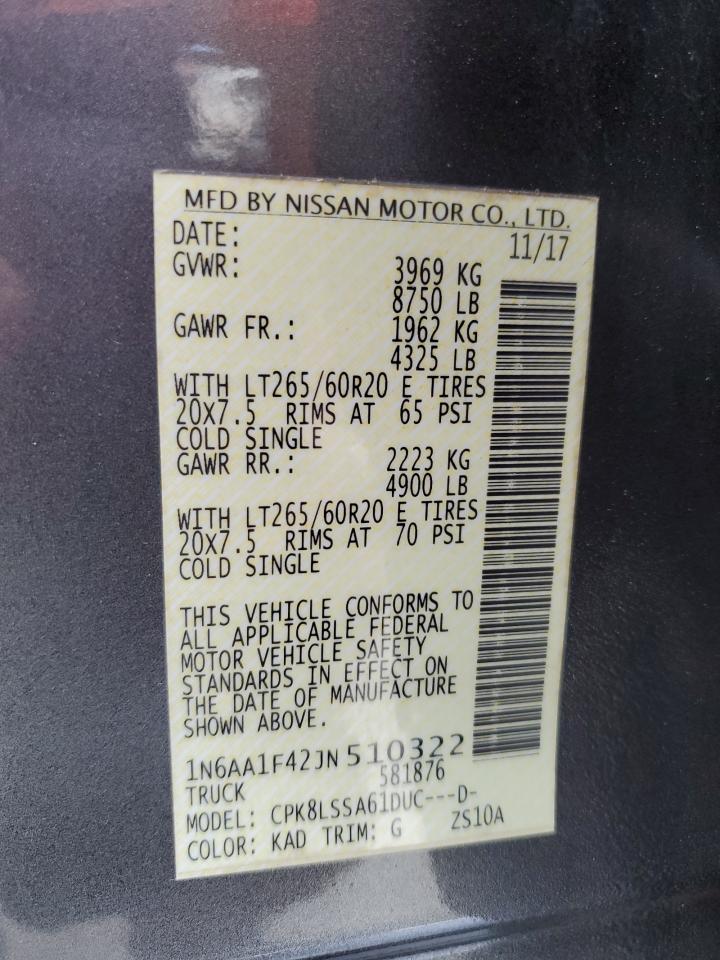 MFD BY NISSAN MOTOR CO., LTD.
DATE: 11/17
GVWR: 3969 KG
8750 LB
GAWR FR.: 1962 KG
4325 LB
WITH LT265/60R20 E TIRES
20X7.5 RIMS AT 65 PSI
COLD SINGLE
GAWR RR.: 2223 KG
4900 LB
WITH LT265/60R20 E TIRES
20X7.5 RIMS AT 70 PSI
COLD SINGLE
THIS VEHICLE CONFORMS TO
ALL APPLICABLE FEDERAL
MOTOR VEHICLE SAFETY
STANDARDS IN EFFECT ON
THE DATE OF MANUFACTURE
SHOWN ABOVE.
1N6AA1F42JN 510322
TRUCK 581876
MODEL: CPK8LSSA61DUC---D-
COLOR: KAD TRIM: G ZS10A